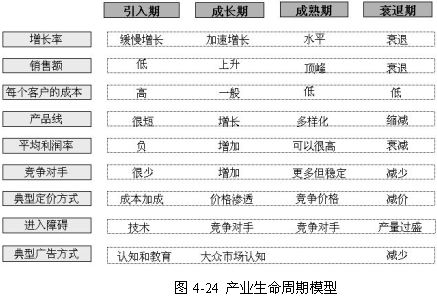 引入期 成长期 成熟期 衰退期
增长率 缓慢增长 加速增长 水平 衰退
销售额 低 上升 顶峰 衰退
每个客户的成本 高 一般 低 低
产品线 很短 增长 多样化 缩减
平均利润率 负 增加 可以很高 衰减
竞争对手 很少 增加 更多但稳定 减少
典型定价方式 成本加成 价格渗透 竞争价格 减价
进入障碍 技术 竞争对手 竞争对手 产量过盛
典型广告方式 认知和教育 大众市场认知 减少
图 4-24 产业生命周期模型